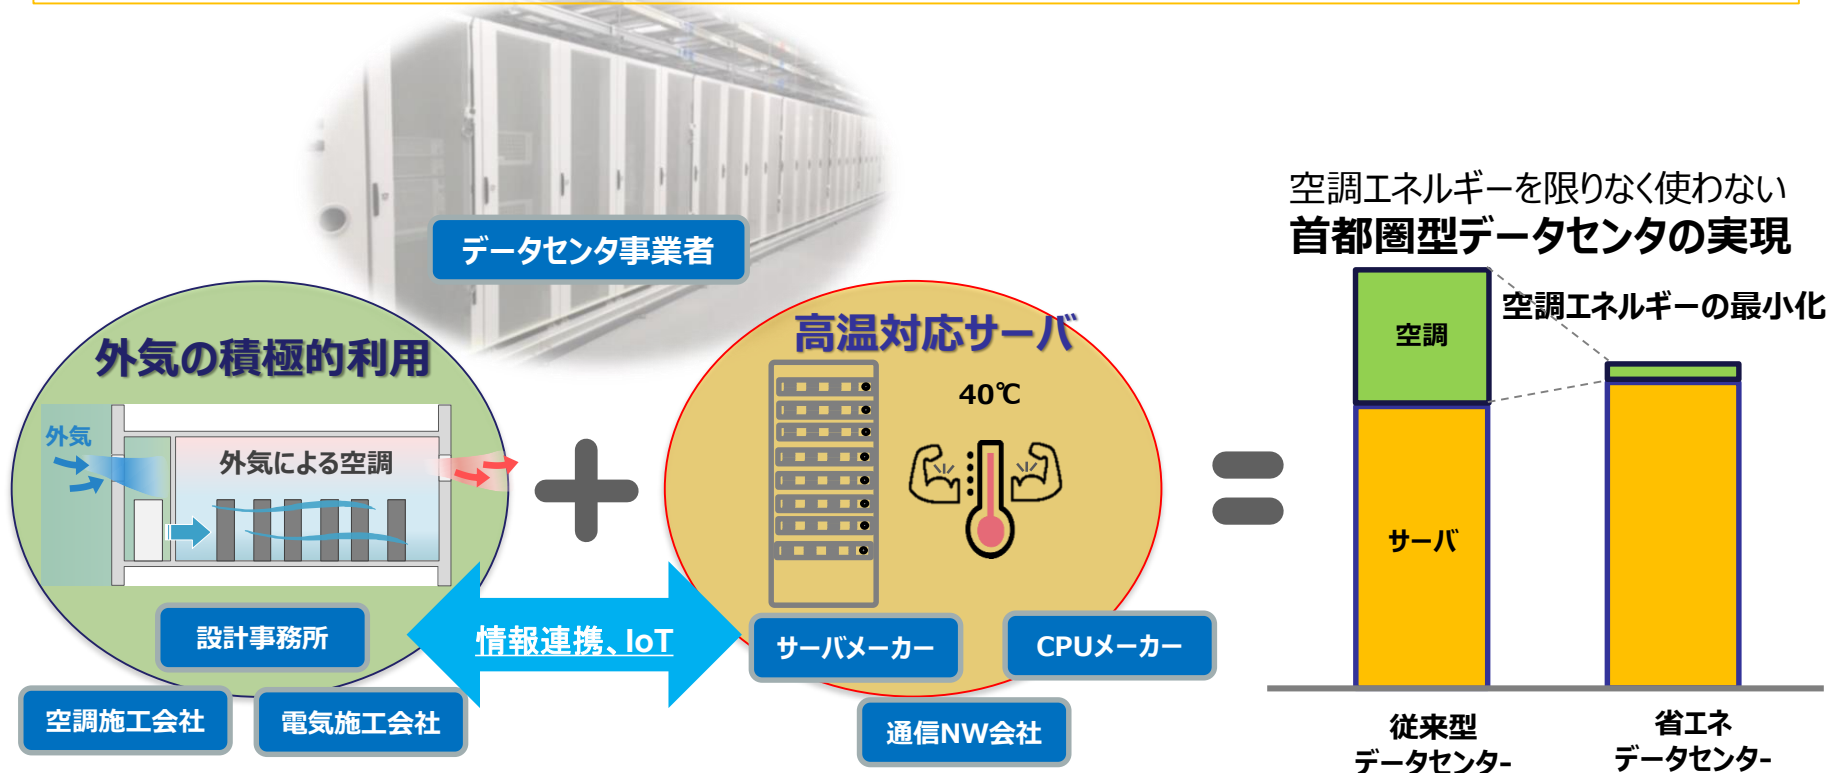 データセンタ事業者
外気の積極的利用
外気
外気による空調
設計事務所
空調施工会社
電気施工会社
情報連携、IoT
高温対応サーバ
40℃
サーバメーカー
CPUメーカー
通信NW会社
空調エネルギーを限りなく使わない
首都圏型データセンタの実現
空調エネルギーの最小化
空調
サーバ
従来型
データセンター
省エネ
データセンター